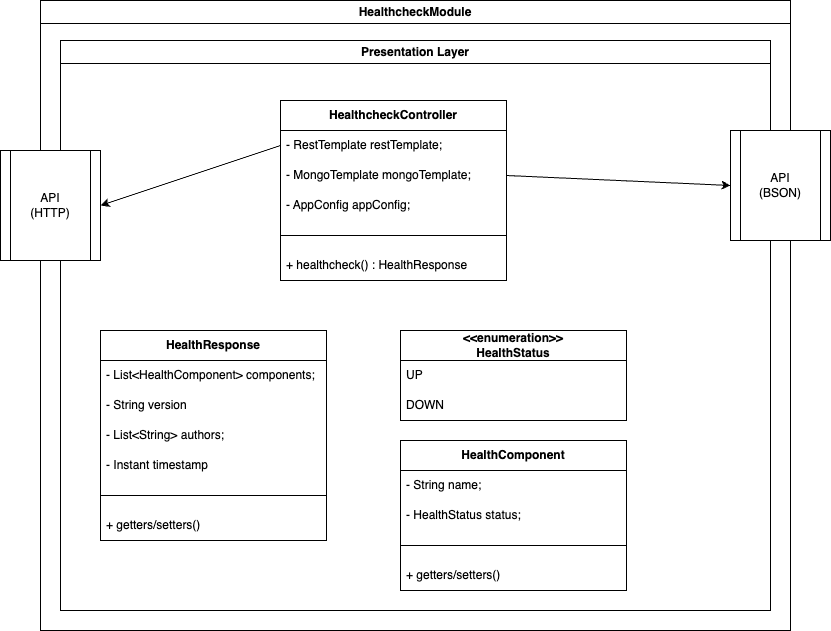 HealthcheckModule
Presentation Layer
HealthcheckController
- RestTemplate restTemplate;
- MongoTemplate mongoTemplate;
- AppConfig appConfig;
+ healthcheck() : HealthResponse
API
(HTTP)
API
(BSON)
HealthResponse
- List<HealthComponent> components;
- String version
- List<String> authors;
- Instant timestamp
+ getters/setters()
<<enumeration>>
HealthStatus
UP
DOWN
HealthComponent
- String name;
- HealthStatus status;
+ getters/setters()